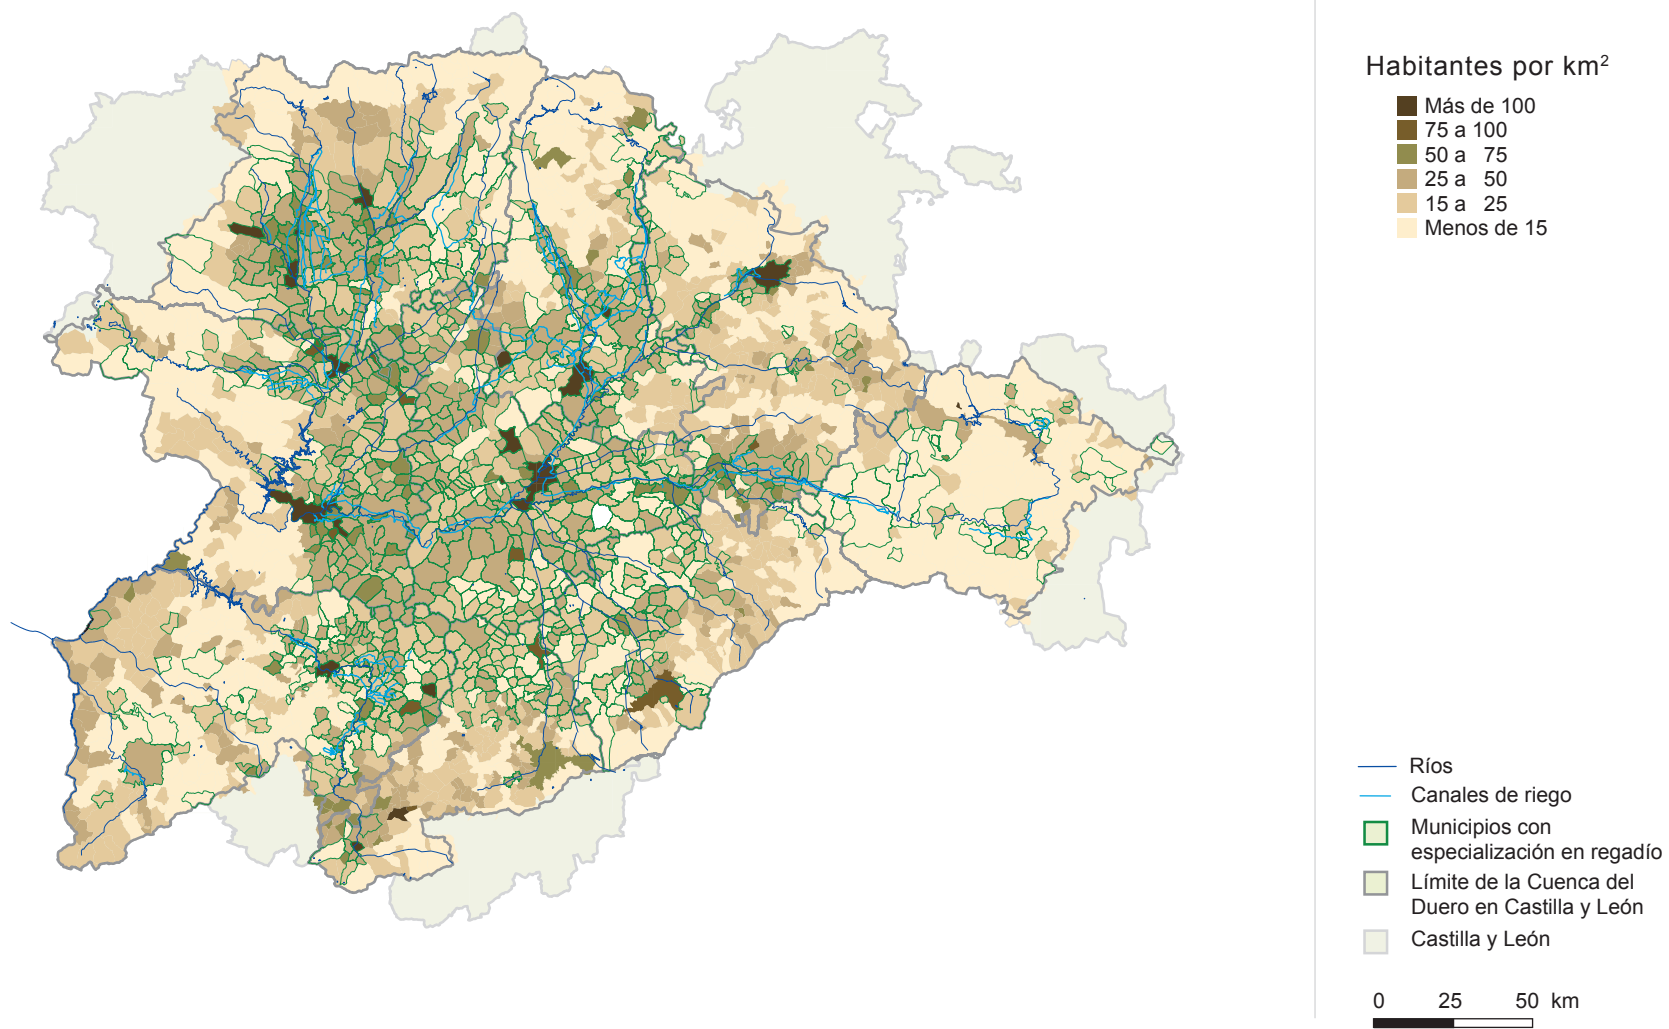 Habitantes por km²
Más de 100
75 a 100
50 a 75
25 a 50
15 a 25
Menos de 15
Ríos
Canales de riego
Municipios con
especialización en regadío
Límite de la Cuenca del
Duero en Castilla y León
Castilla y León
0 25 50 km